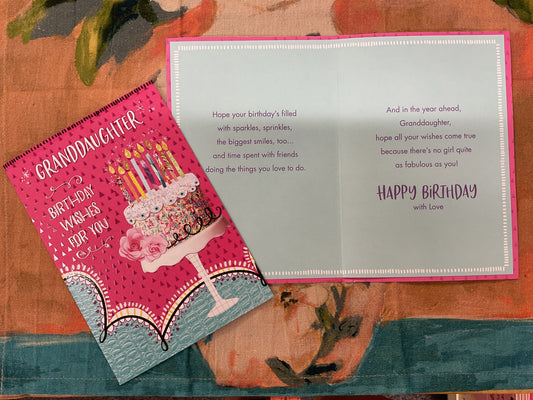 GRANDDAUGHTER
BIRTHDAY
WISHES
FOR YOU
Hope your birthday's filled
with sparkles, sprinkles,
the biggest smiles, too...
and time spent with friends
doing the things you love to do.
And in the year ahead,
Granddaughter,
hope all your wishes come true
because there's no girl quite
as fabulous as you!
HAPPY BIRTHDAY
with Love